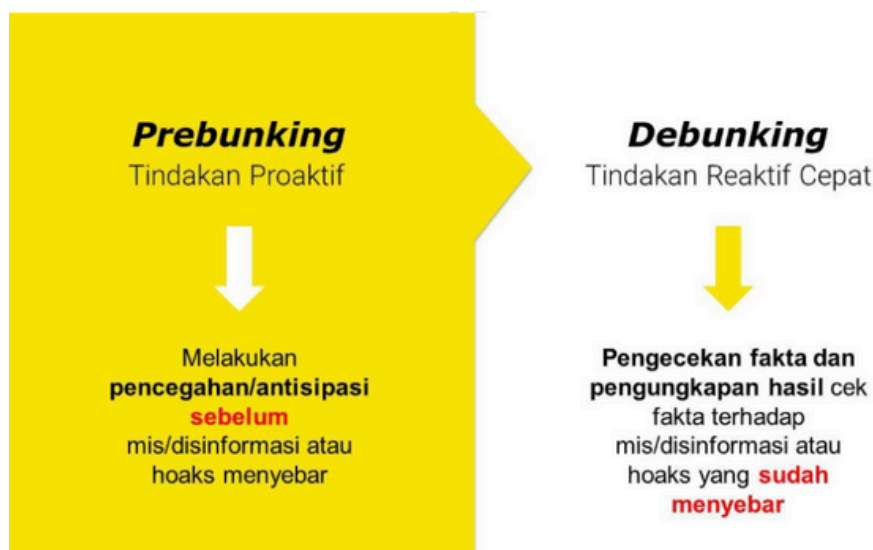 Prebunking
Tindakan Proaktif
Melakukan
pencegahan/antisipasi
sebelum
mis/disinformasi atau
hoaks menyebar
Debunking
Tindakan Reaktif Cepat
Pengecekan fakta dan
pengungkapan hasil cek
fakta terhadap
mis/disinformasi atau
hoaks yang sudah
menyebar